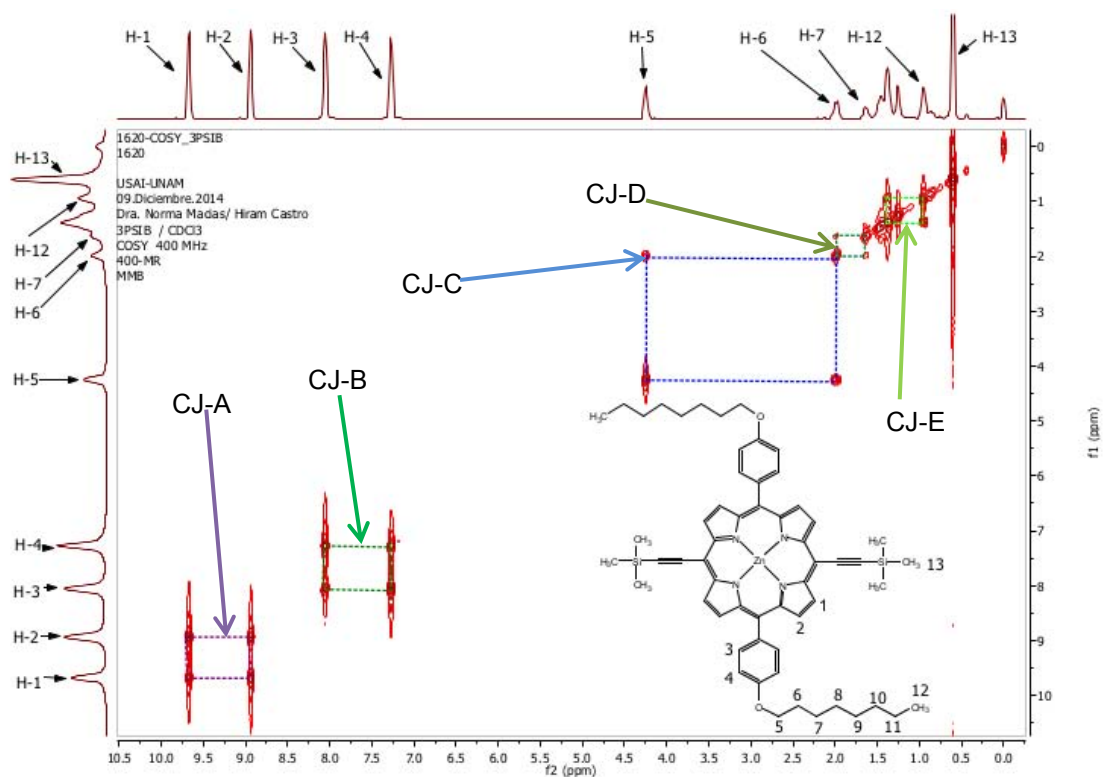 H-1
H-2
H-3
H-4
H-5
H-6
H-7
H-12
H-13
1620-COSY_3PSIB
1620
USAI-UNAM
09.Diciembre.2014
Dra. Norma Madas/ Hiram Castro
3PSIB / CDCl3
COSY 400 MHz
400-MR
MMB
H-13
H-12
H-7
H-6
H-5
H-4
H-3
H-2
H-1
CJ-D
CJ-C
CJ-B
CJ-A
CJ-E
H₃C
O
CH₃
CH₃
H₃C
Si
CH₃
N
N
Zn
N
N
CH₃
Si
CH₃
H₃C
13
1
2
3
4
O
5
6
7
8
9
10
11
12
CH₃
0
1
2
3
4
5
6
7
8
9
10
f1 (ppm)
10.5 10.0 9.5 9.0 8.5 8.0 7.5 7.0 6.5 6.0 5.5 5.0 4.5 4.0 3.5 3.0 2.5 2.0 1.5 1.0 0.5 0.0
f2 (ppm)